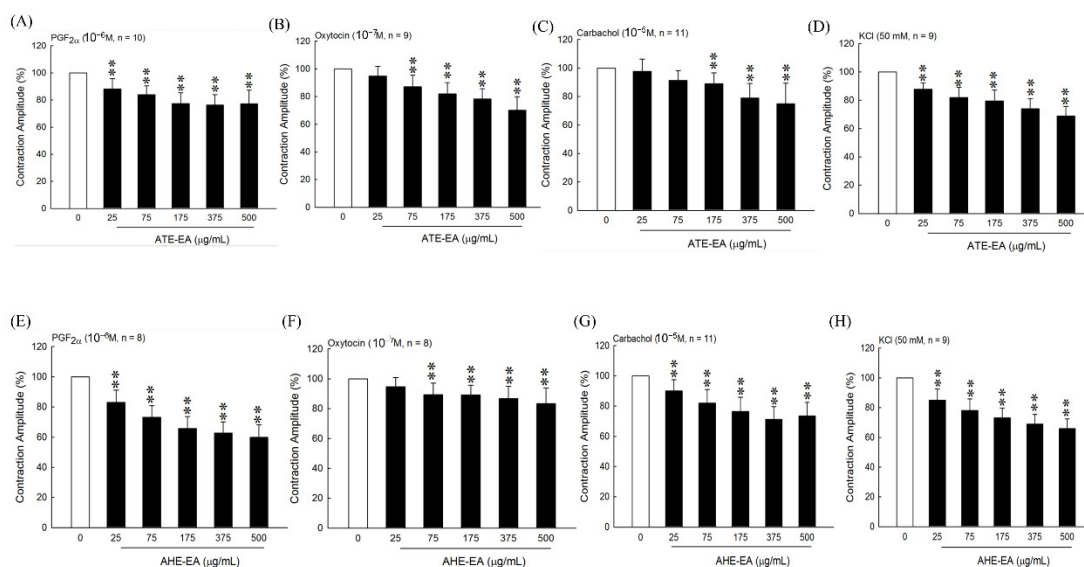 (A)
PGF2α (10⁻⁶M, n = 10)
Contraction Amplitude (%)
120
100
80
60
40
20
0
** ** ** ** **
0 25 75 175 375 500
ATE-EA (μg/mL)
(B)
Oxytocin (10⁻⁷M, n = 9)
Contraction Amplitude (%)
120
100
80
60
40
20
0
** ** ** **
0 25 75 175 375 500
ATE-EA (μg/mL)
(C)
Carbachol (10⁻⁵M, n = 11)
Contraction Amplitude (%)
120
100
80
60
40
20
0
** ** **
0 25 75 175 375 500
ATE-EA (μg/mL)
(D)
KCl (50 mM, n = 9)
Contraction Amplitude (%)
120
100
80
60
40
20
0
** ** ** ** **
0 25 75 175 375 500
ATE-EA (μg/mL)
(E)
PGF2α (10⁻⁶M, n = 8)
Contraction Amplitude (%)
120
100
80
60
40
20
0
** ** ** ** **
0 25 75 175 375 500
AHE-EA (μg/mL)
(F)
Oxytocin (10⁻⁷M, n = 8)
Contraction Amplitude (%)
120
100
80
60
40
20
0
** ** ** **
0 25 75 175 375 500
AHE-EA (μg/mL)
(G)
Carbachol (10⁻⁵M, n = 11)
Contraction Amplitude (%)
120
100
80
60
40
20
0
** ** ** ** **
0 25 75 175 375 500
AHE-EA (μg/mL)
(H)
KCl (50 mM, n = 9)
Contraction Amplitude (%)
120
100
80
60
40
20
0
** ** ** ** **
0 25 75 175 375 500
AHE-EA (μg/mL)